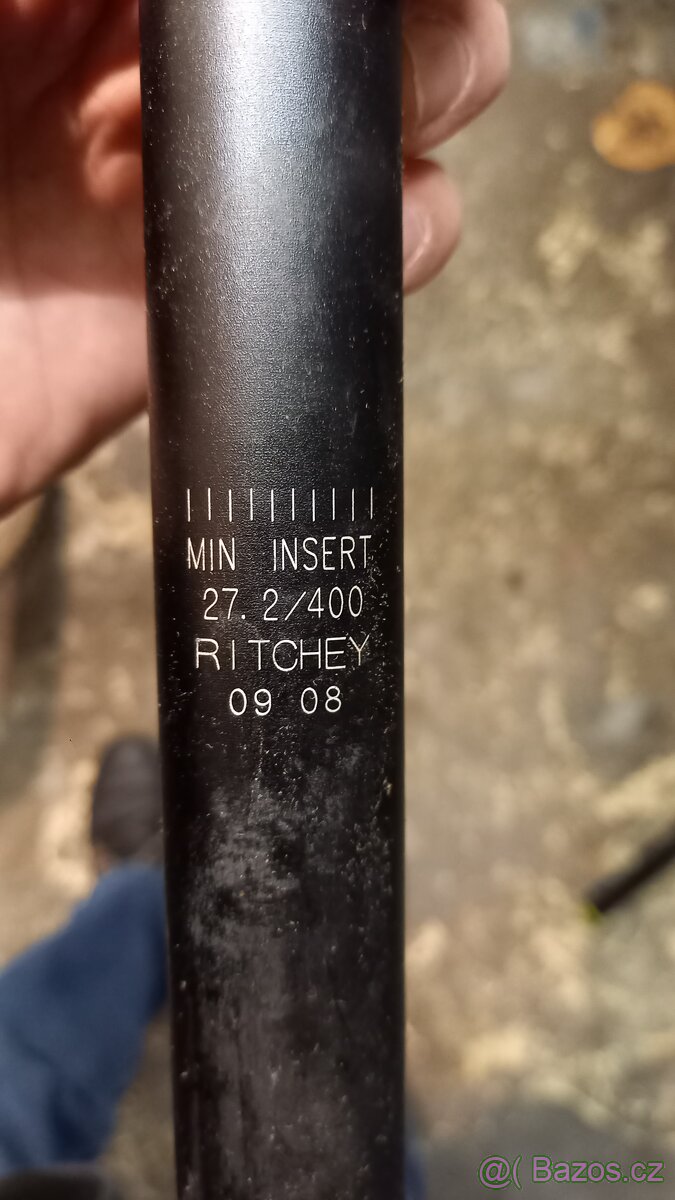 MIN INSERT
27.2/400
RITCHEY
09 08
@( Bazos.cz